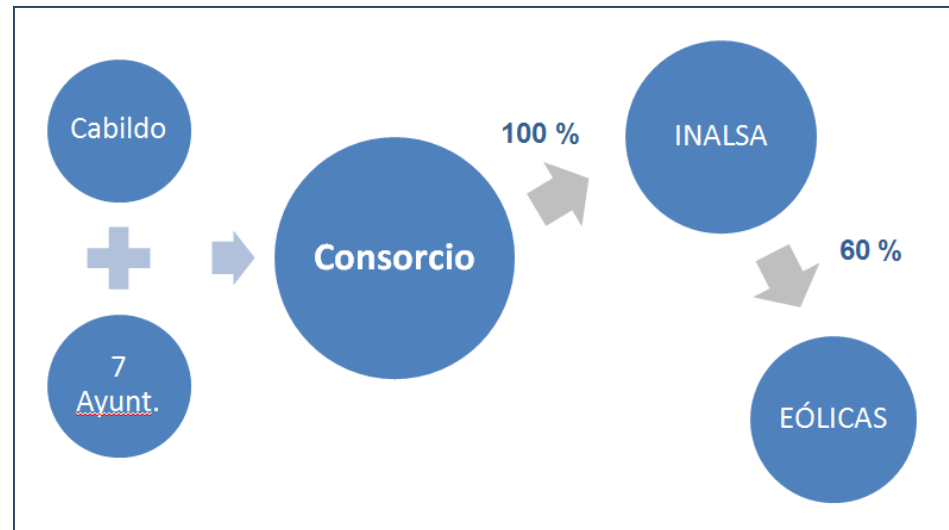 Cabildo
7
Ayunt.
Consorcio
100 %
INALSA
60 %
EÓLICAS